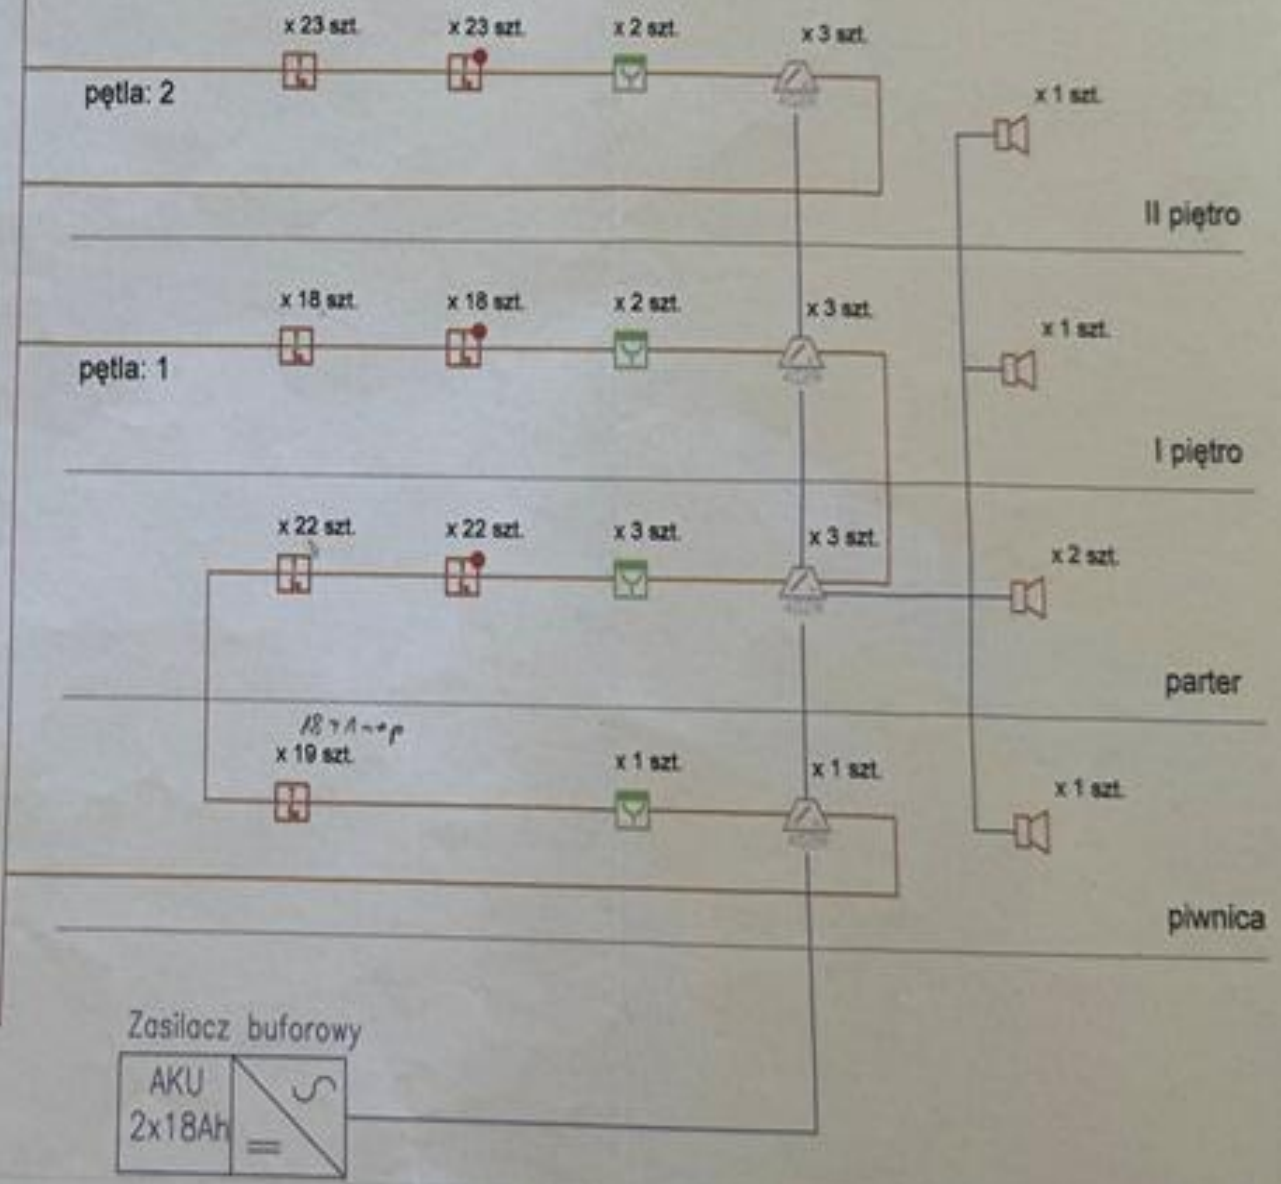 x 23 szt. x 23 szt. x 2 szt. x 3 szt.
pętla: 2
x 1 szt.
II piętro
x 18 szt. x 18 szt. x 2 szt. x 3 szt.
x 1 szt.
pętla: 1
I piętro
x 22 szt. x 22 szt. x 3 szt. x 3 szt.
x 2 szt.
parter
x 19 szt. x 1 szt. x 1 szt.
x 1 szt.
piwnica
Zasilacz buforowy
AKU
2x18Ah